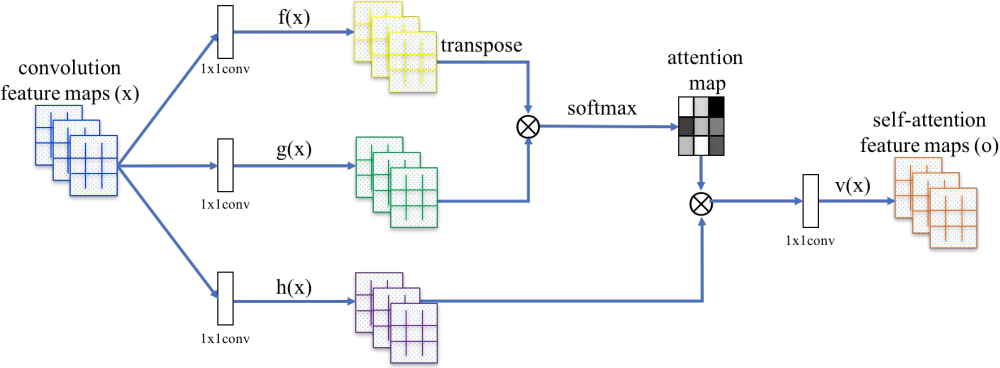 convolution
feature maps (x)
1x1conv
f(x)
transpose
1x1conv
g(x)
1x1conv
h(x)
softmax
attention
map
1x1conv
v(x)
self-attention
feature maps (o)